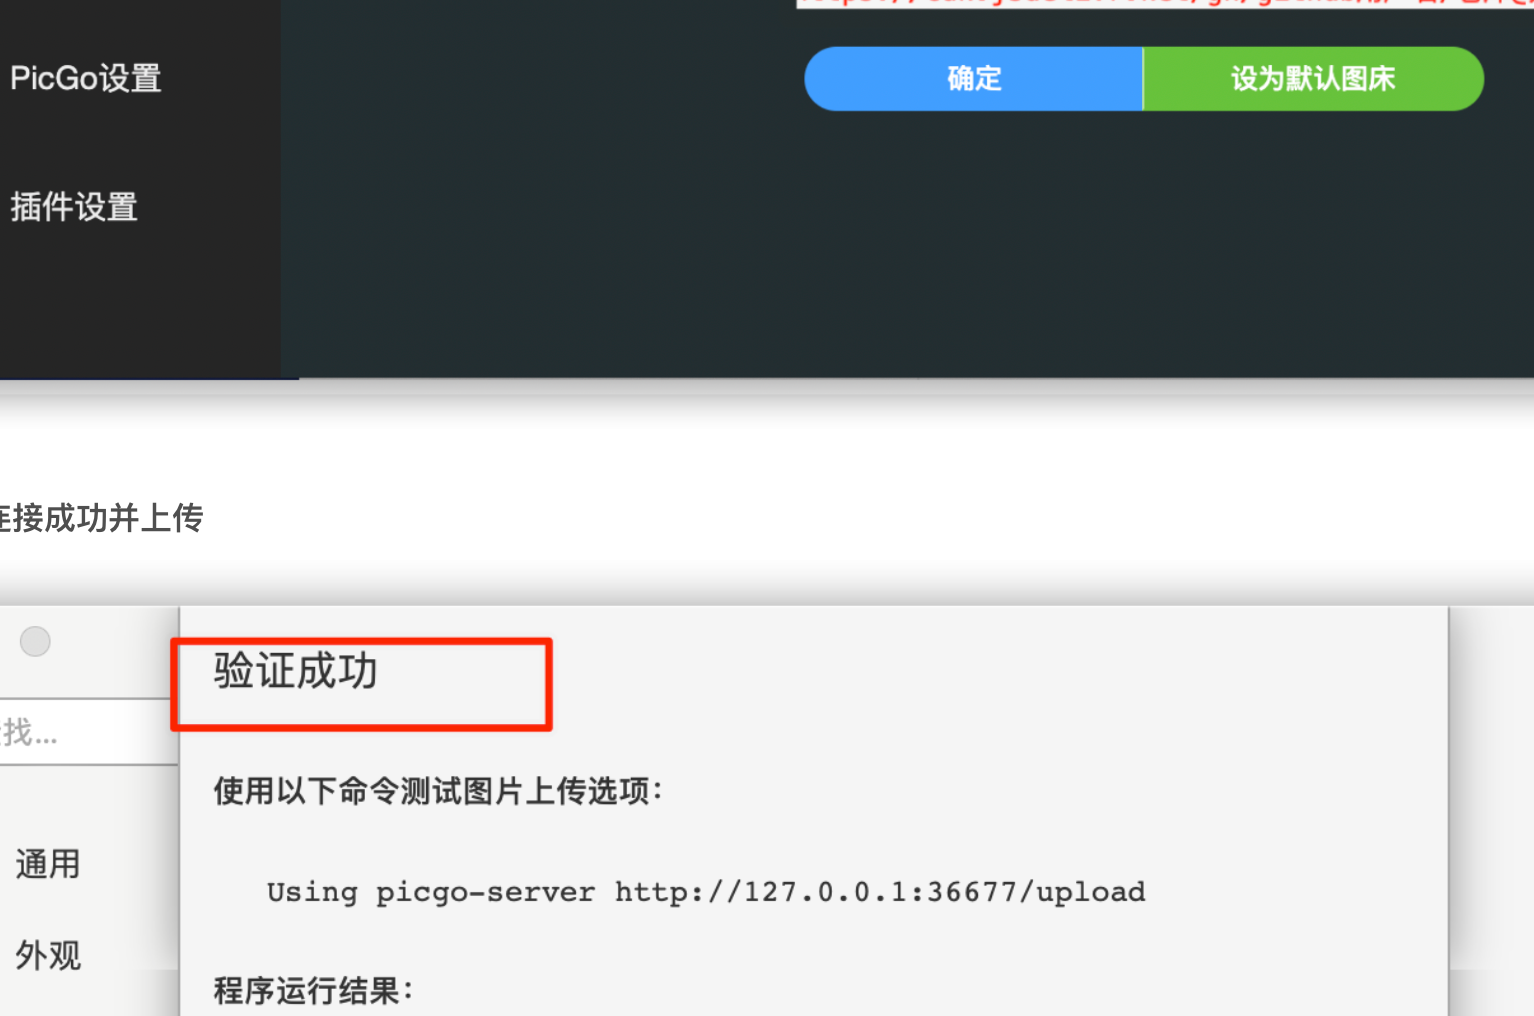 PicGo设置
确定
设为默认图床
插件设置
接成功并上传
验证成功
找...
使用以下命令测试图片上传选项：
通用
Using picgo-server http://127.0.0.1:36677/upload
外观
程序运行结果：